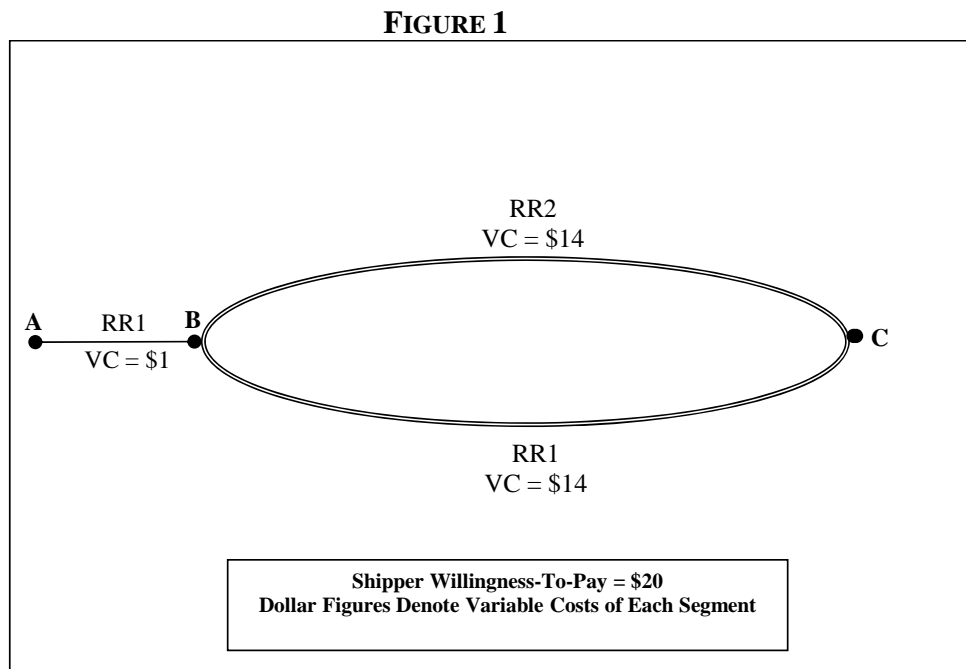 FIGURE 1
RR2
VC = $14
A
RR1
B
VC = $1
C
RR1
VC = $14
Shipper Willingness-To-Pay = $20
Dollar Figures Denote Variable Costs of Each Segment